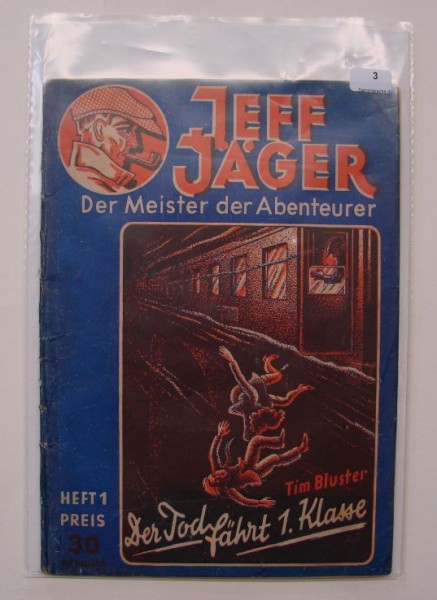 3
JEFF
JÄGER
Der Meister der Abenteurer
Tim Bluster
Der Tod fährt 1. Klasse
HEFT 1
PREIS
30